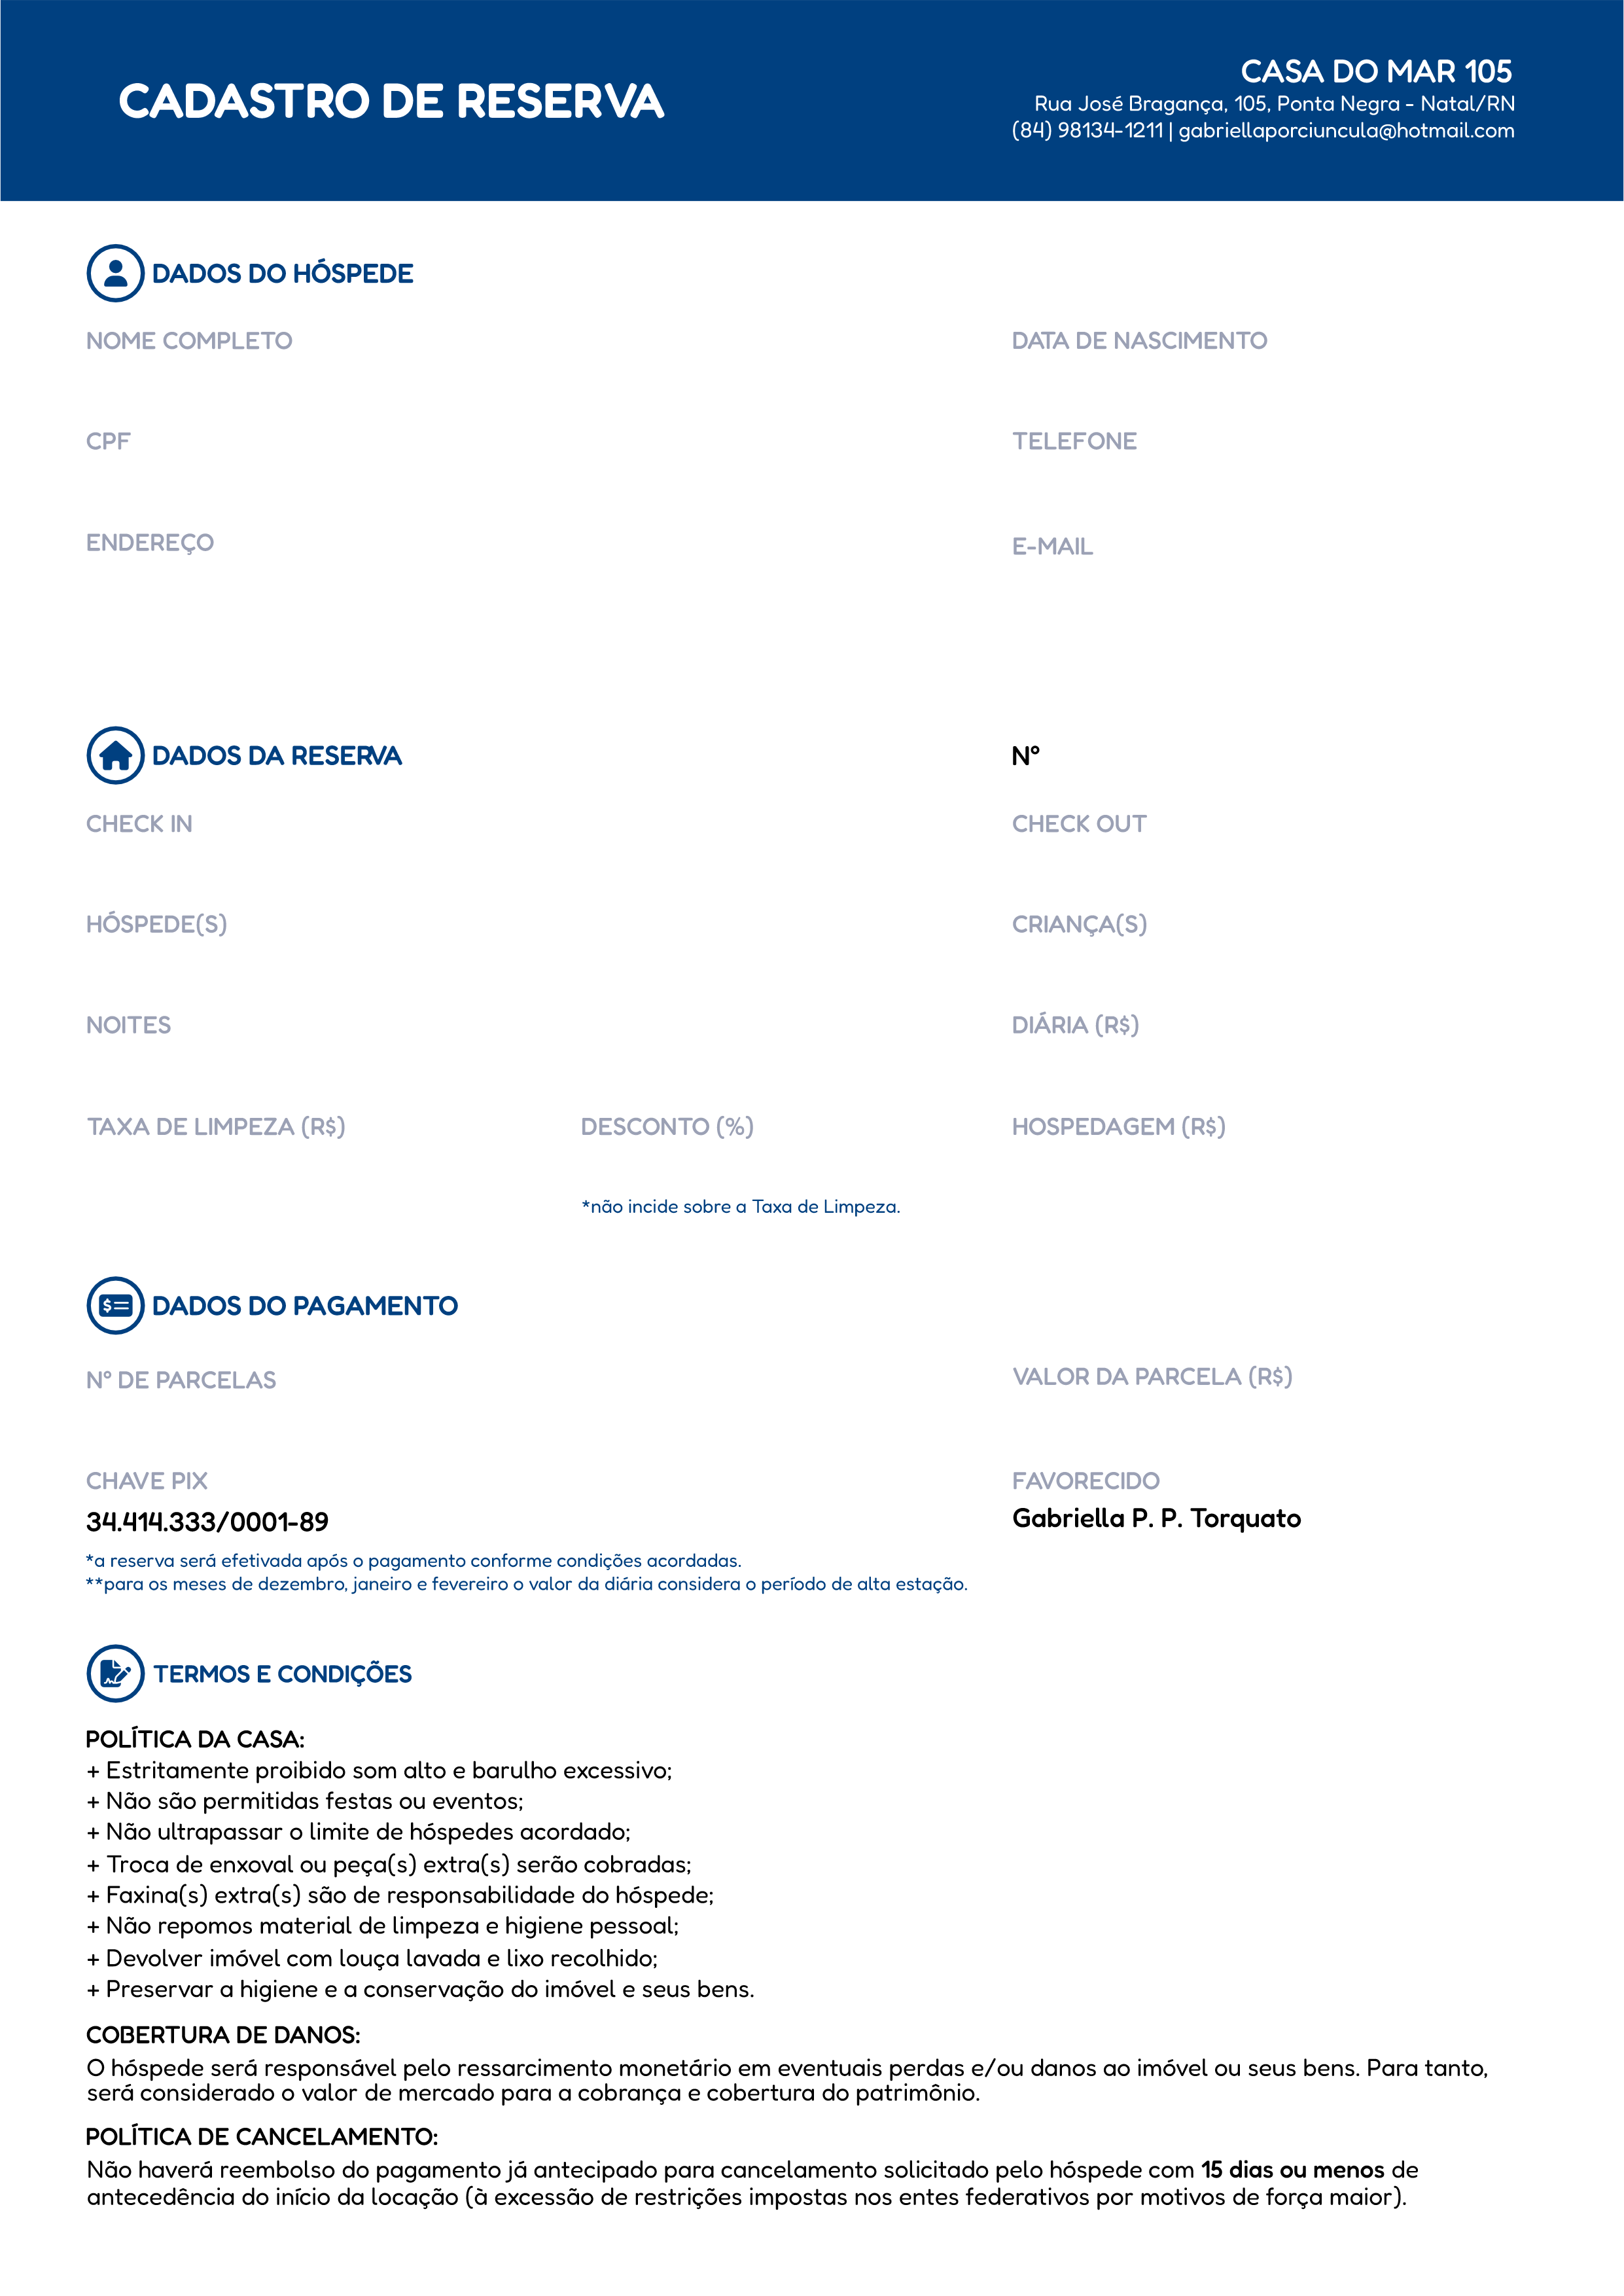 CADASTRO DE RESERVA
CASA DO MAR 105
Rua José Bragança, 105, Ponta Negra - Natal/RN
(84) 98134-1211 | gabriellaporciuncula@hotmail.com
DADOS DO HÓSPEDE
NOME COMPLETO
DATA DE NASCIMENTO
CPF
TELEFONE
ENDEREÇO
E-MAIL
DADOS DA RESERVA
Nº
CHECK IN
CHECK OUT
HÓSPEDE(S)
CRIANÇA(S)
NOITES
DIÁRIA (R$)
TAXA DE LIMPEZA (R$)
DESCONTO (%)
HOSPEDAGEM (R$)
*não incide sobre a Taxa de Limpeza.
DADOS DO PAGAMENTO
Nº DE PARCELAS
VALOR DA PARCELA (R$)
CHAVE PIX
FAVORECIDO
34.414.333/0001-89
Gabriella P. P. Torquato
*a reserva será efetivada após o pagamento conforme condições acordadas.
**para os meses de dezembro, janeiro e fevereiro o valor da diária considera o período de alta estação.
TERMOS E CONDIÇÕES
POLÍTICA DA CASA:
+ Estritamente proibido som alto e barulho excessivo;
+ Não são permitidas festas ou eventos;
+ Não ultrapassar o limite de hóspedes acordado;
+ Troca de enxoval ou peça(s) extra(s) serão cobradas;
+ Faxina(s) extra(s) são de responsabilidade do hóspede;
+ Não repomos material de limpeza e higiene pessoal;
+ Devolver imóvel com louça lavada e lixo recolhido;
+ Preservar a higiene e a conservação do imóvel e seus bens.
COBERTURA DE DANOS:
O hóspede será responsável pelo ressarcimento monetário em eventuais perdas e/ou danos ao imóvel ou seus bens. Para tanto,
será considerado o valor de mercado para a cobrança e cobertura do patrimônio.
POLÍTICA DE CANCELAMENTO:
Não haverá reembolso do pagamento já antecipado para cancelamento solicitado pelo hóspede com 15 dias ou menos de
antecedência do início da locação (à excessão de restrições impostas nos entes federativos por motivos de força maior).